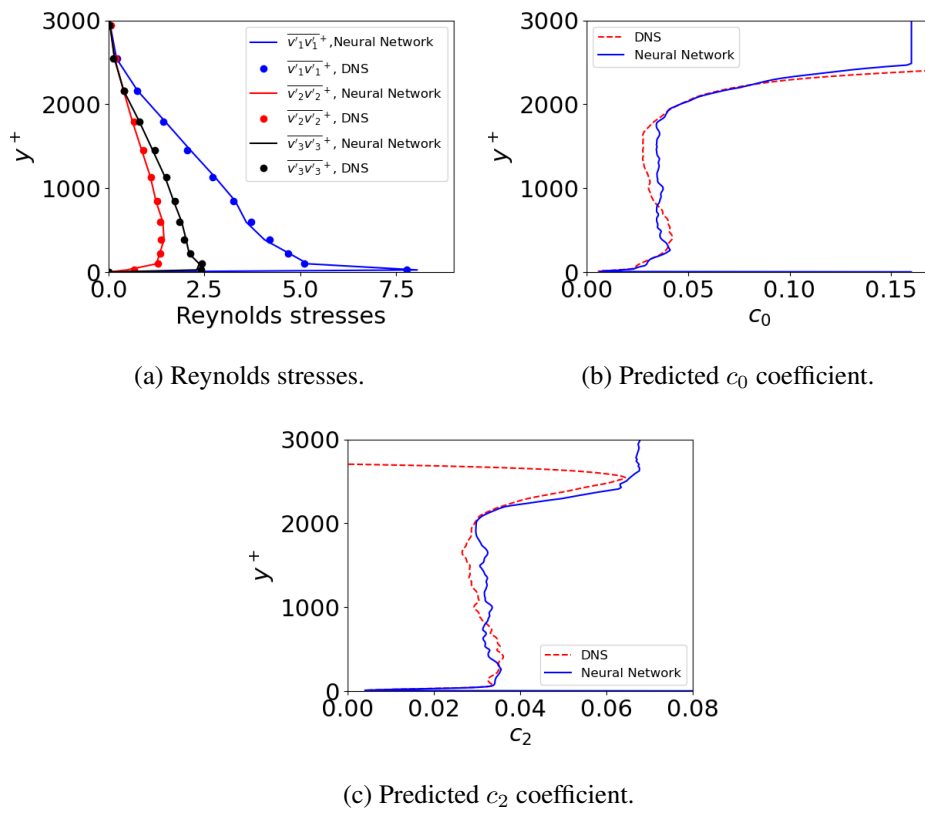 3000
2000
1000
0
y⁺
0.0
2.5
5.0
7.5
Reynolds stresses
v'₁v'₁⁺,Neural Network
v'₁v'₁⁺, DNS
v'₂v'₂⁺, Neural Network
v'₂v'₂⁺, DNS
v'₃v'₃⁺, Neural Network
v'₃v'₃⁺, DNS
(a) Reynolds stresses.
3000
2000
1000
0
y⁺
0.00
0.05
0.10
0.15
c₀
DNS
Neural Network
(b) Predicted c₀ coefficient.
3000
2000
1000
0
y⁺
0.00
0.02
0.04
0.06
0.08
c₂
DNS
Neural Network
(c) Predicted c₂ coefficient.